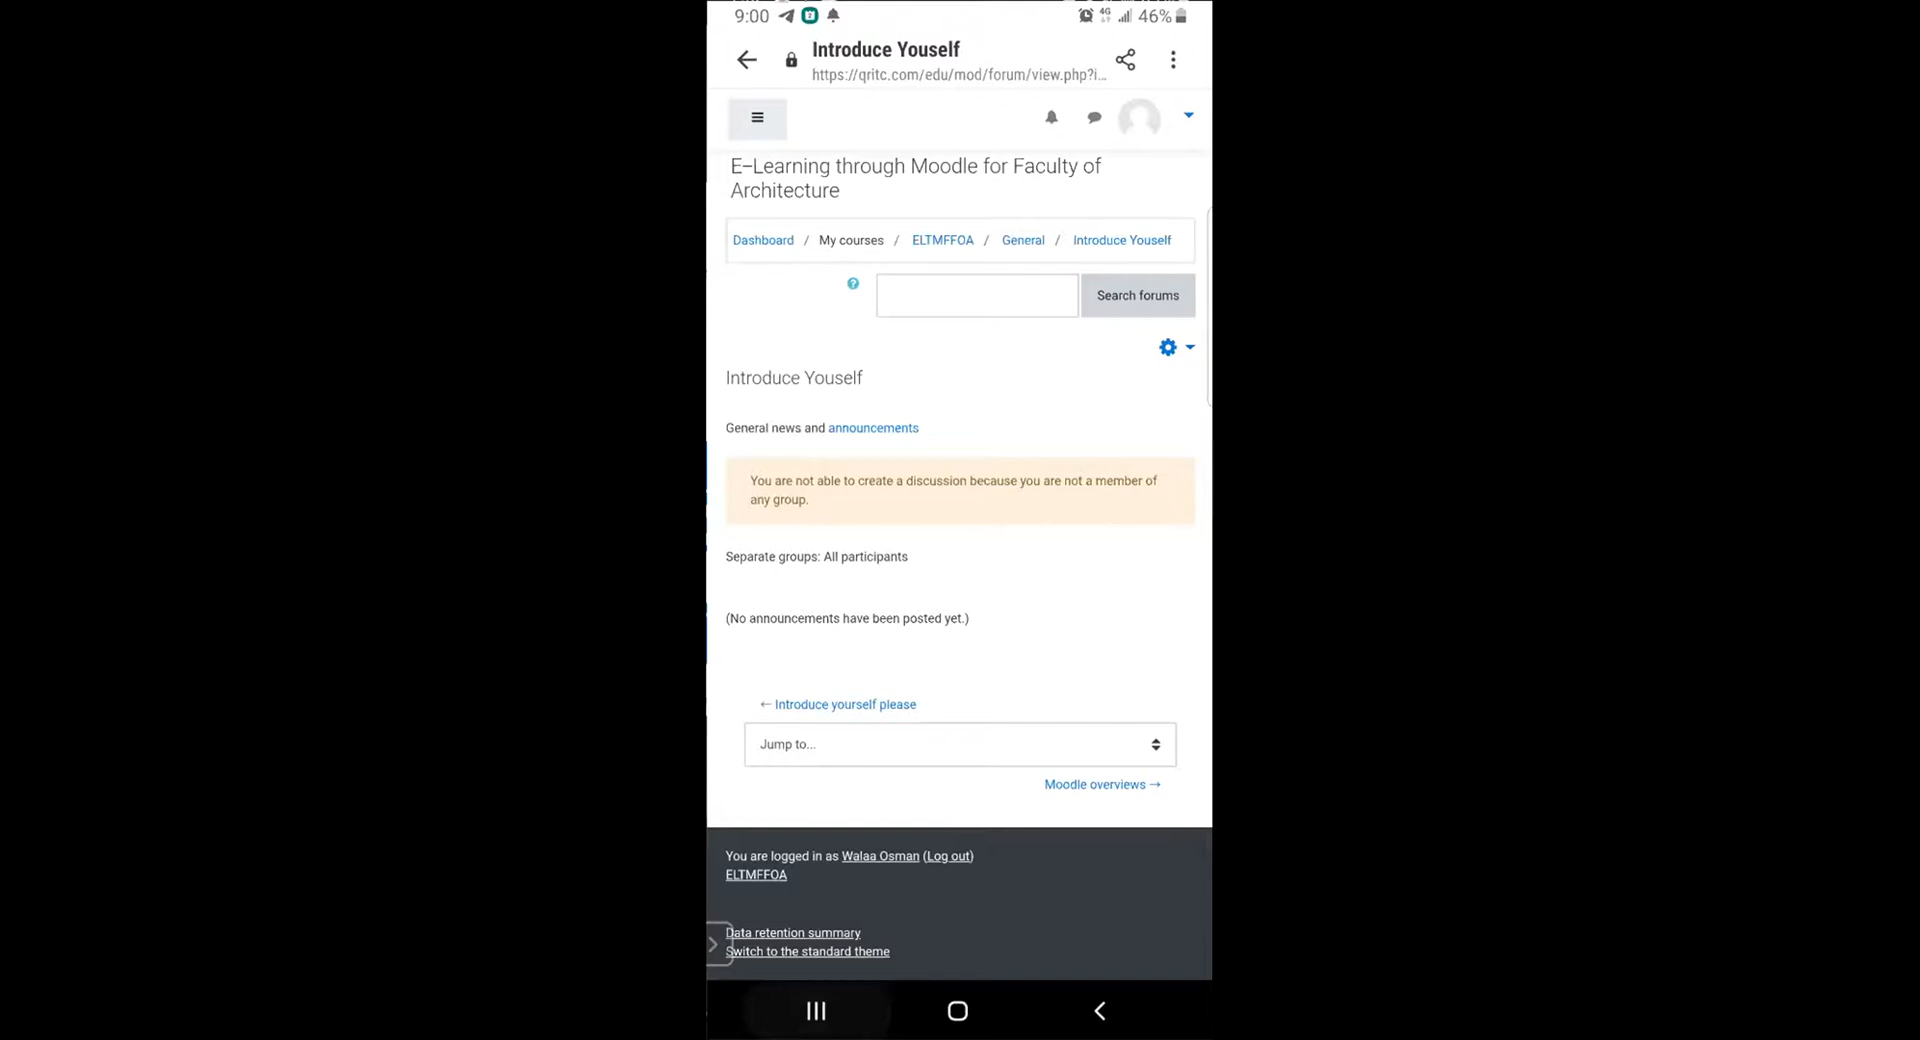 9:00 4G 46%
Introduce Youself
https://qritc.com/edu/mod/forum/view.php?i...
E-Learning through Moodle for Faculty of
Architecture
Dashboard / My courses / ELTMFFOA / General / Introduce Youself
Search forums
Introduce Youself
General news and announcements
You are not able to create a discussion because you are not a member of
any group.
Separate groups: All participants
(No announcements have been posted yet.)
← Introduce yourself please
Jump to...
Moodle overviews →
You are logged in as Walaa Osman (Log out)
ELTMFFOA
Data retention summary
Switch to the standard theme